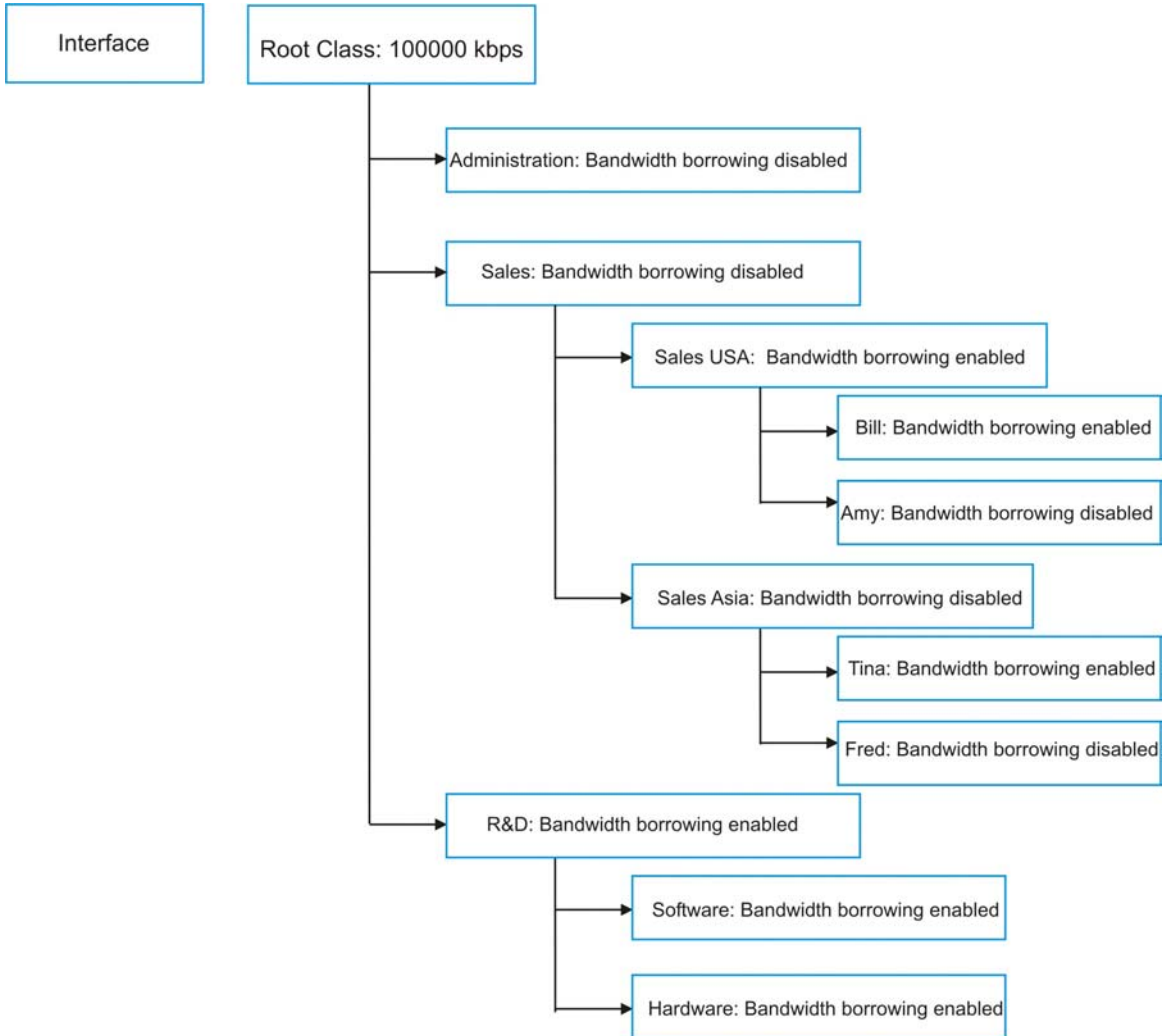 Interface
Root Class: 100000 kbps
Administration: Bandwidth borrowing disabled
Sales: Bandwidth borrowing disabled
Sales USA:  Bandwidth borrowing enabled
Bill: Bandwidth borrowing enabled
Amy: Bandwidth borrowing disabled
Sales Asia: Bandwidth borrowing disabled
Tina: Bandwidth borrowing enabled
Fred: Bandwidth borrowing disabled
R&D: Bandwidth borrowing enabled
Software: Bandwidth borrowing enabled
Hardware: Bandwidth borrowing enabled